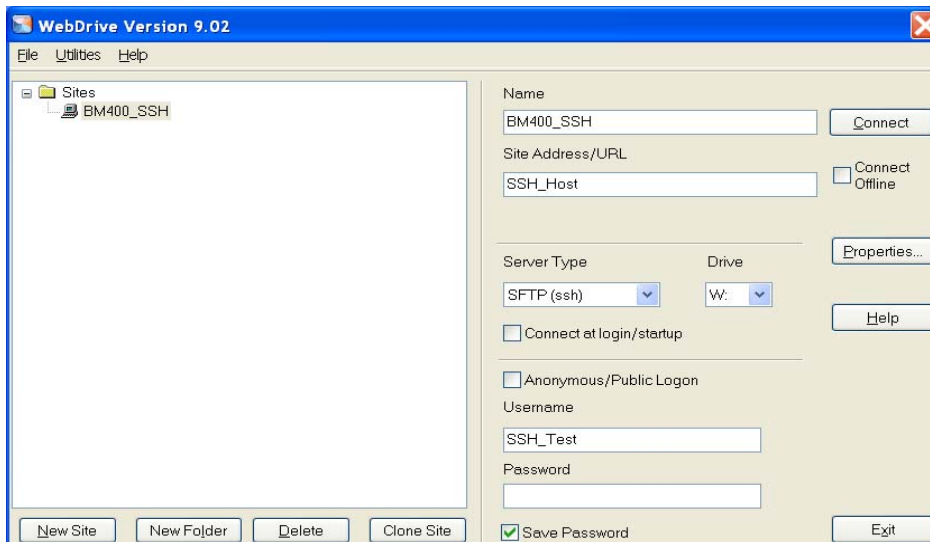 WebDrive Version 9.02
File Utilities Help
Sites
BM400_SSH
Name
BM400_SSH
Connect
Site Address/URL
SSH_Host
Connect
Offline
Properties...
Server Type
Drive
SFTP (ssh)
W:
Help
Connect at login/startup
Anonymous/Public Logon
Username
SSH_Test
Password
New Site
New Folder
Delete
Clone Site
Save Password
Exit